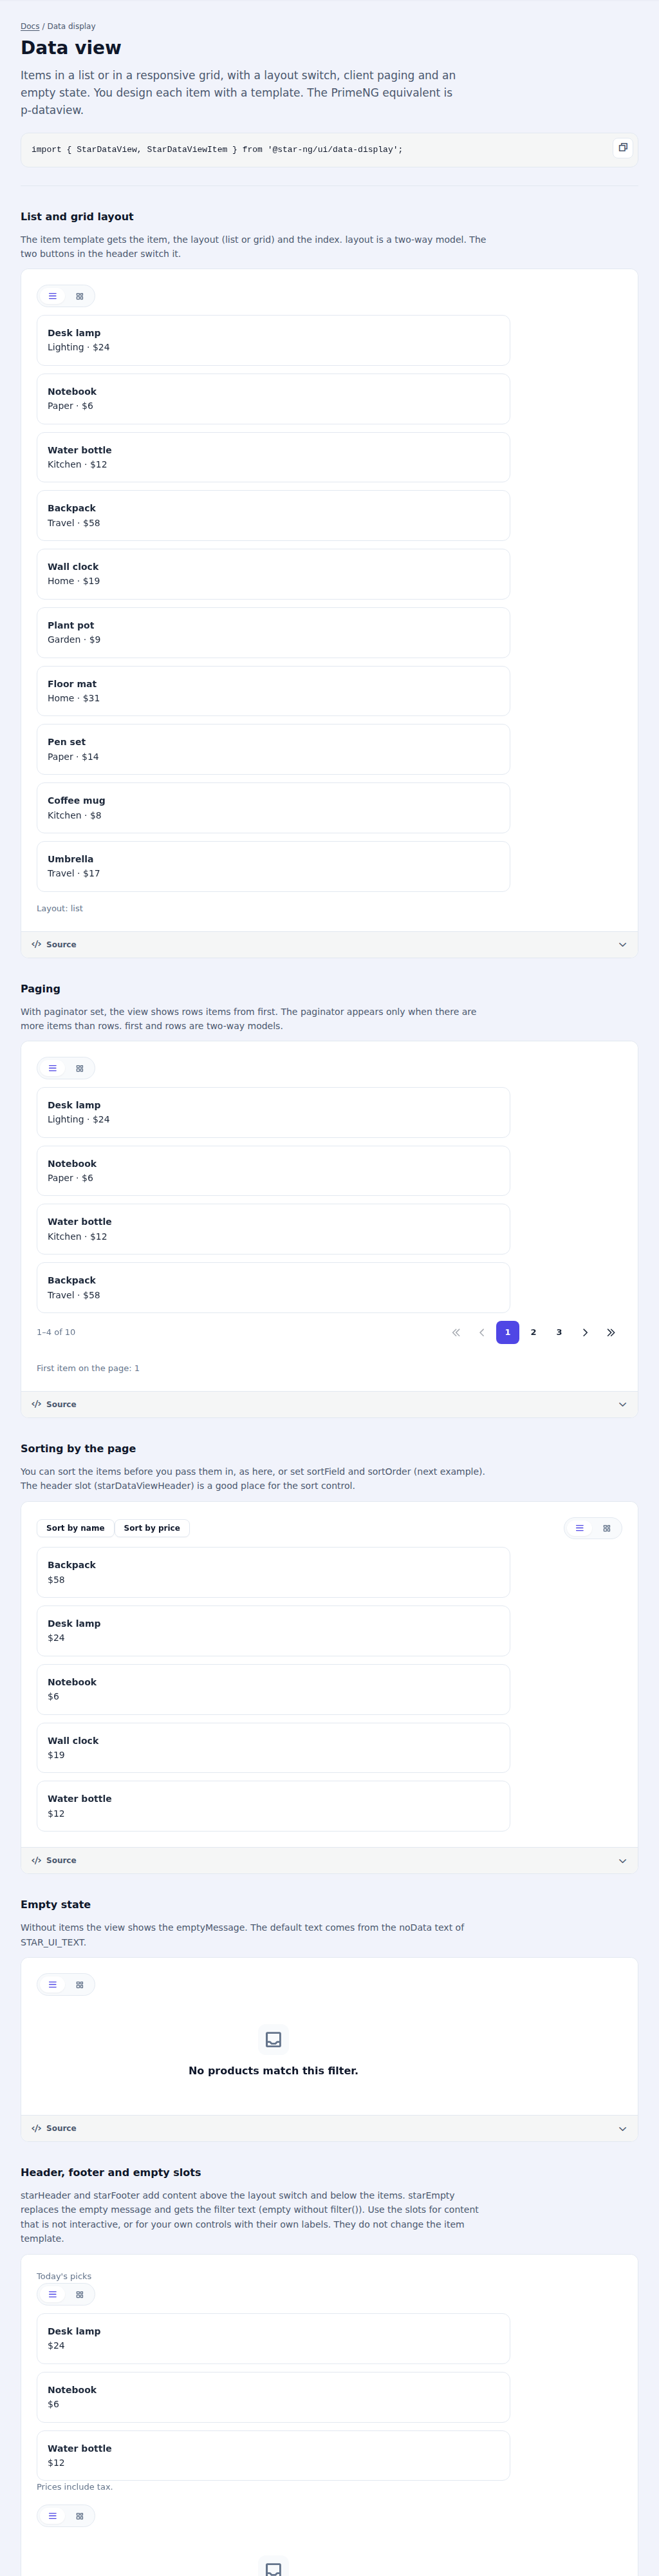 Docs / Data display
Data view
Items in a list or in a responsive grid, with a layout switch, client paging and an
empty state. You design each item with a template. The PrimeNG equivalent is
p-dataview.
import { StarDataView, StarDataViewItem } from '@star-ng/ui/data-display';
List and grid layout
The item template gets the item, the layout (list or grid) and the index. layout is a two-way model. The
two buttons in the header switch it.
Desk lamp
Lighting · $24
Notebook
Paper · $6
Water bottle
Kitchen · $12
Backpack
Travel · $58
Wall clock
Home · $19
Plant pot
Garden · $9
Floor mat
Home · $31
Pen set
Paper · $14
Coffee mug
Kitchen · $8
Umbrella
Travel · $17
Layout: list
Source
Paging
With paginator set, the view shows rows items from first. The paginator appears only when there are
more items than rows. first and rows are two-way models.
Desk lamp
Lighting · $24
Notebook
Paper · $6
Water bottle
Kitchen · $12
Backpack
Travel · $58
1–4 of 10 1 2 3
First item on the page: 1
Source
Sorting by the page
You can sort the items before you pass them in, as here, or set sortField and sortOrder (next example).
The header slot (starDataViewHeader) is a good place for the sort control.
Sort by name Sort by price
Backpack
$58
Desk lamp
$24
Notebook
$6
Wall clock
$19
Water bottle
$12
Source
Empty state
Without items the view shows the emptyMessage. The default text comes from the noData text of
STAR_UI_TEXT.
No products match this filter.
Source
Header, footer and empty slots
starHeader and starFooter add content above the layout switch and below the items. starEmpty
replaces the empty message and gets the filter text (empty without filter()). Use the slots for content
that is not interactive, or for your own controls with their own labels. They do not change the item
template.
Today's picks
Desk lamp
$24
Notebook
$6
Water bottle
$12
Prices include tax.